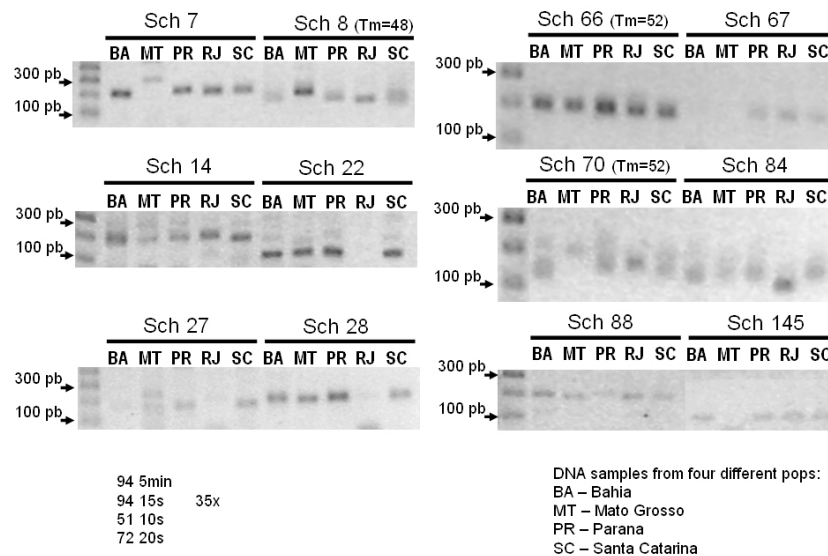 Sch 7
Sch 8 (Tm=48)
BA MT PR RJ SC BA MT PR RJ SC
300 pb
100 pb
Sch 14
Sch 22
BA MT PR RJ SC BA MT PR RJ SC
300 pb
100 pb
Sch 27
Sch 28
BA MT PR RJ SC BA MT PR RJ SC
300 pb
100 pb
94 5min
94 15s 35x
51 10s
72 20s
Sch 66 (Tm=52)
Sch 67
BA MT PR RJ SC BA MT PR RJ SC
300 pb
100 pb
Sch 70 (Tm=52)
Sch 84
BA MT PR RJ SC BA MT PR RJ SC
300 pb
100 pb
Sch 88
Sch 145
BA MT PR RJ SC BA MT PR RJ SC
300 pb
100 pb
DNA samples from four different pops:
BA – Bahia
MT – Mato Grosso
PR – Parana
SC – Santa Catarina